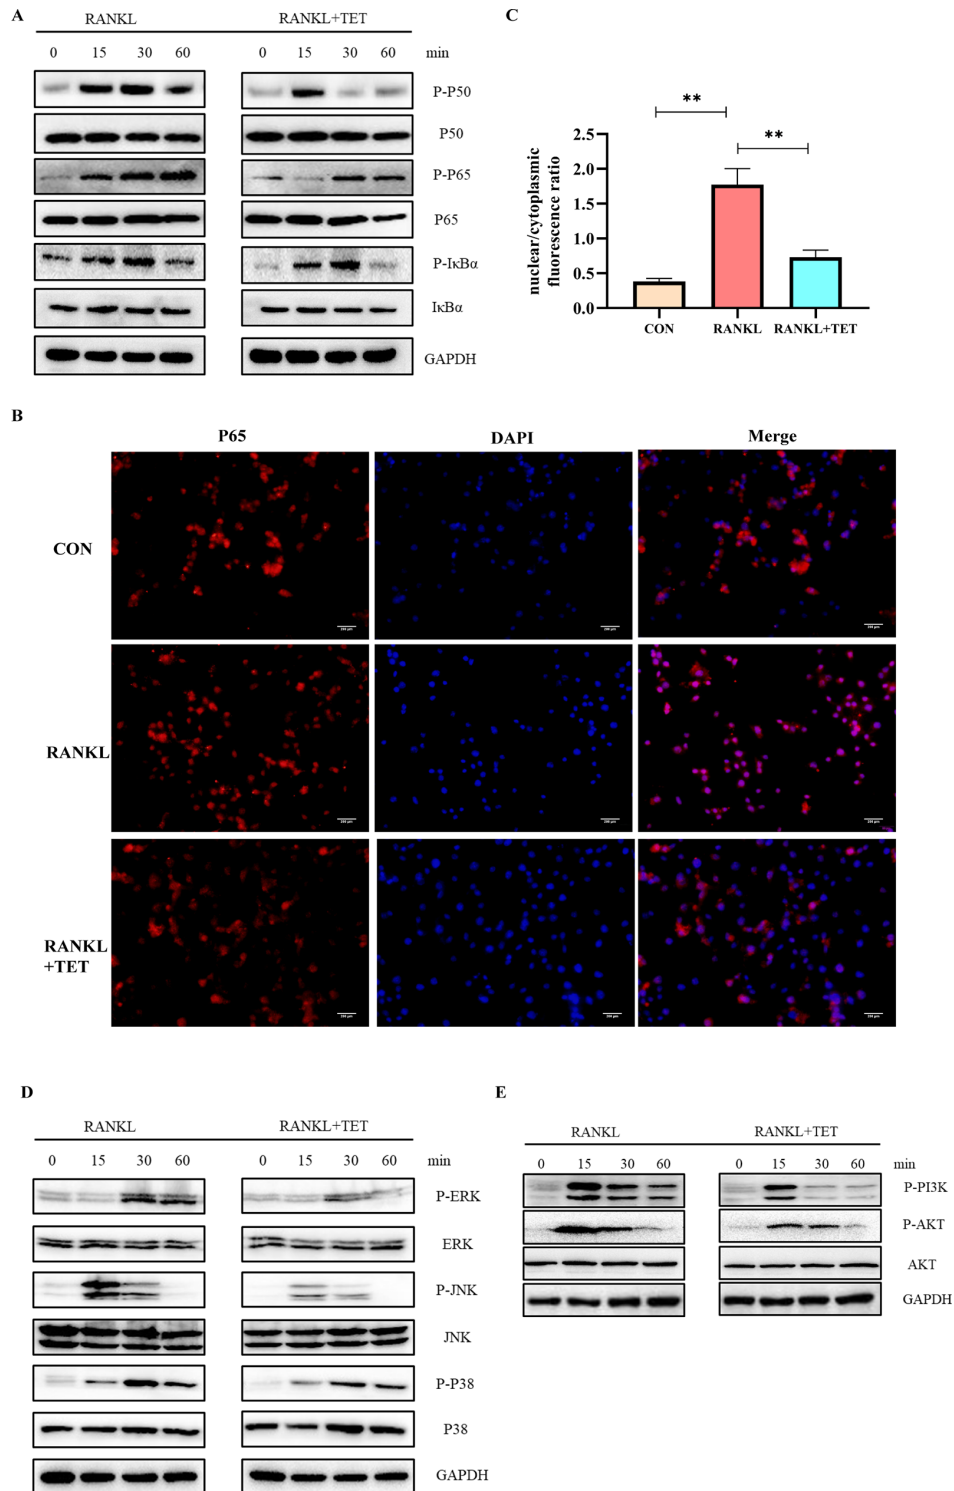 A
RANKL RANKL+TET
0 15 30 60 0 15 30 60 min
P-P50
P50
P-P65
P65
P-IκBα
IκBα
GAPDH
C
**
**
nuclear/cytoplasmic
fluorescence ratio
2.5
2.0
1.5
1.0
0.5
0.0
CON RANKL RANKL+TET
B
P65 DAPI Merge
CON
RANKL
RANKL
+TET
D
RANKL RANKL+TET
0 15 30 60 0 15 30 60 min
P-ERK
ERK
P-JNK
JNK
P-P38
P38
GAPDH
E
RANKL RANKL+TET
0 15 30 60 0 15 30 60 min
P-PI3K
P-AKT
AKT
GAPDH